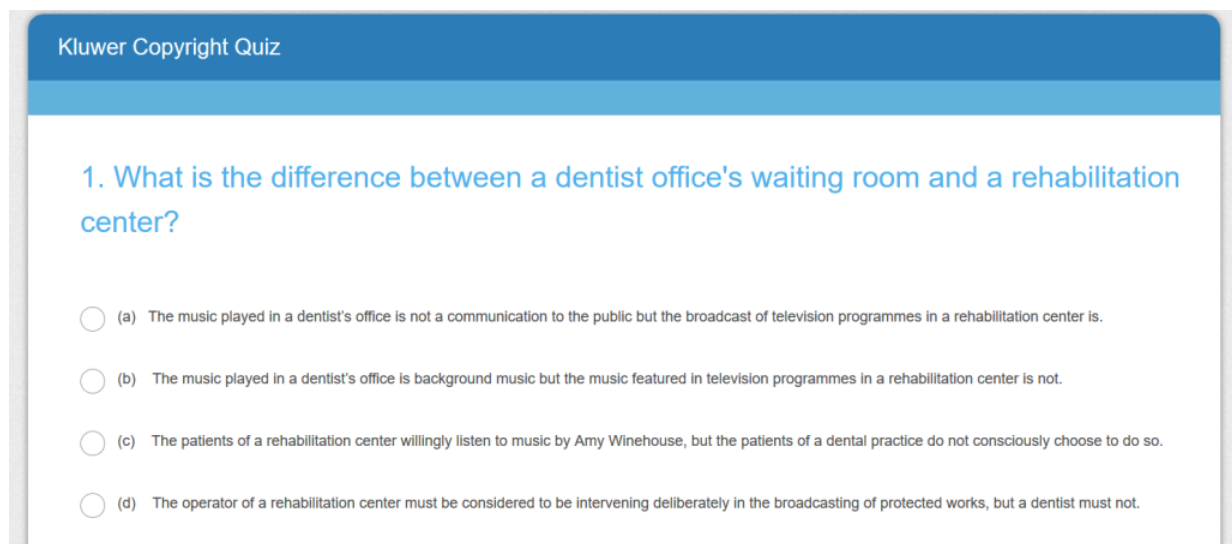 Kluwer Copyright Quiz
1. What is the difference between a dentist office's waiting room and a rehabilitation
center?
(a) The music played in a dentist's office is not a communication to the public but the broadcast of television programmes in a rehabilitation center is.
(b) The music played in a dentist's office is background music but the music featured in television programmes in a rehabilitation center is not.
(c) The patients of a rehabilitation center willingly listen to music by Amy Winehouse, but the patients of a dental practice do not consciously choose to do so.
(d) The operator of a rehabilitation center must be considered to be intervening deliberately in the broadcasting of protected works, but a dentist must not.